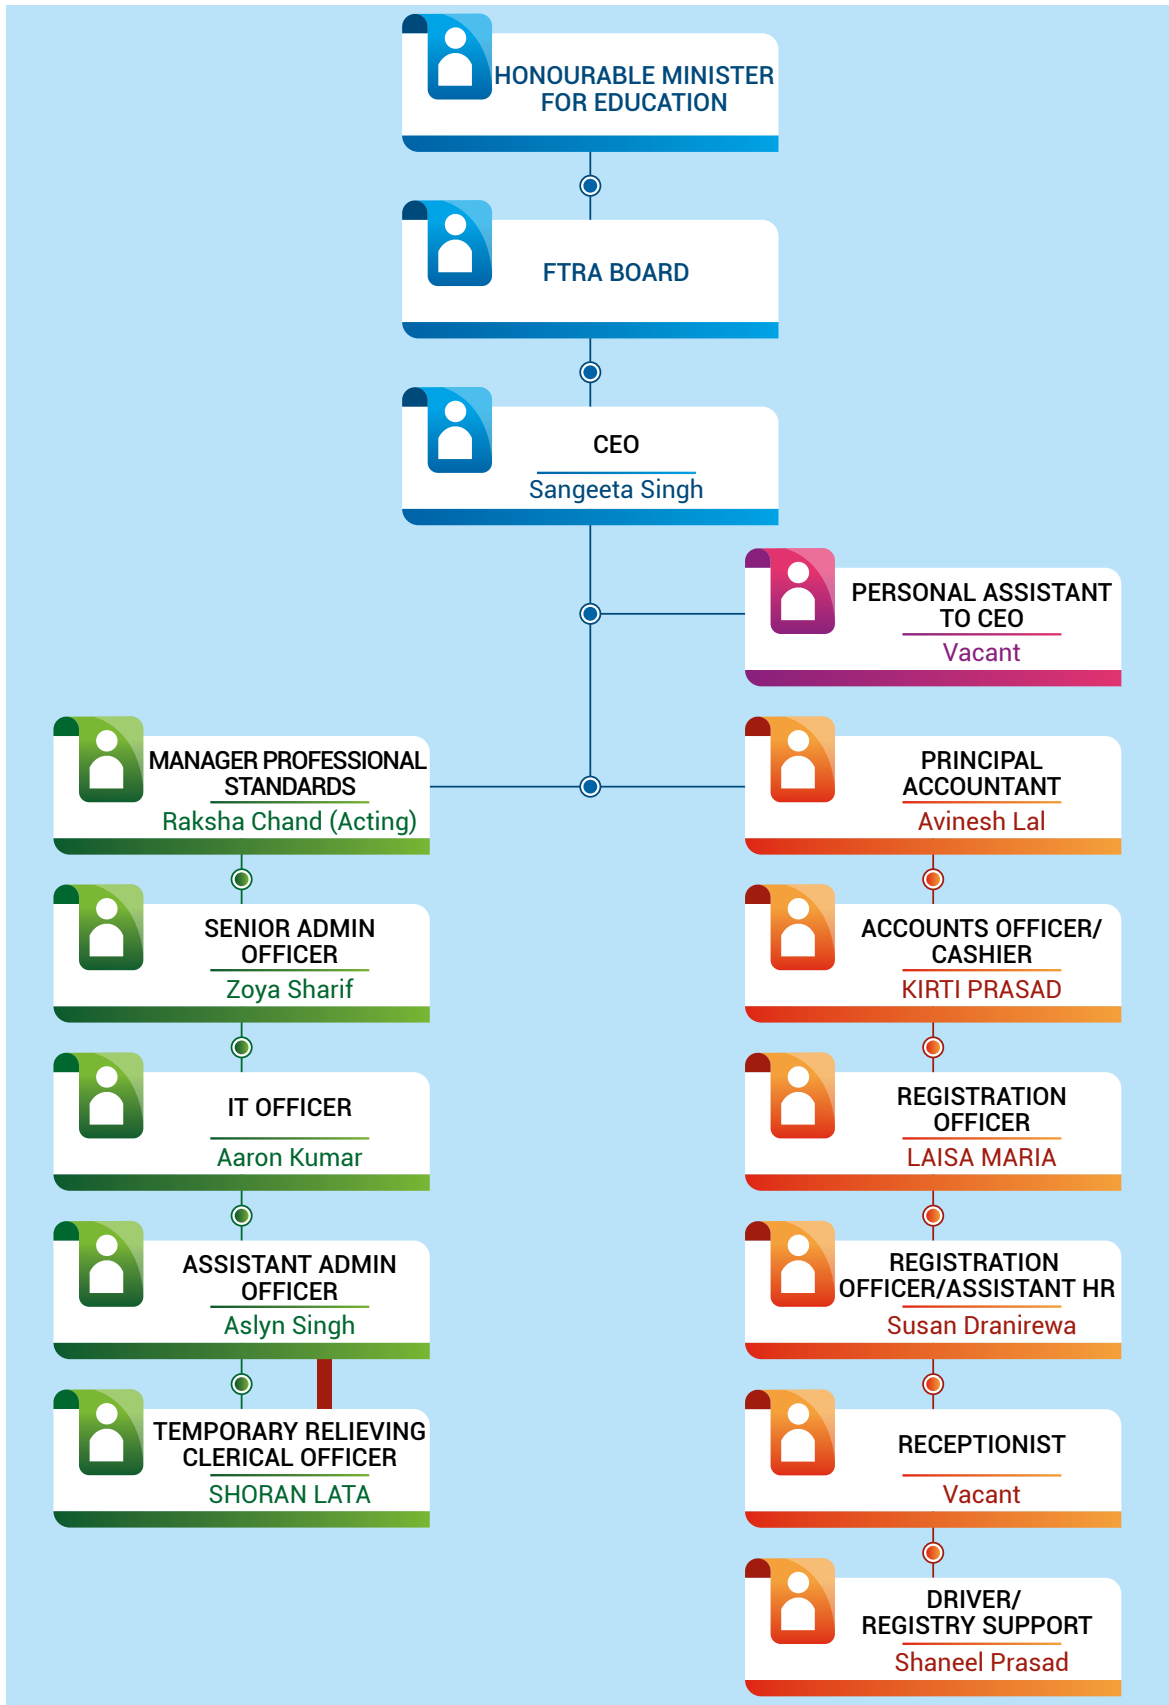 HONOURABLE MINISTER
FOR EDUCATION
FTRA BOARD
CEO
Sangeeta Singh
PERSONAL ASSISTANT
TO CEO
Vacant
MANAGER PROFESSIONAL
STANDARDS
Raksha Chand (Acting)
SENIOR ADMIN
OFFICER
Zoya Sharif
IT OFFICER
Aaron Kumar
ASSISTANT ADMIN
OFFICER
Aslyn Singh
TEMPORARY RELIEVING
CLERICAL OFFICER
SHORAN LATA
PRINCIPAL
ACCOUNTANT
Avinesh Lal
ACCOUNTS OFFICER/
CASHIER
KIRTI PRASAD
REGISTRATION
OFFICER
LAISA MARIA
REGISTRATION
OFFICER/ASSISTANT HR
Susan Dranirewa
RECEPTIONIST
Vacant
DRIVER/
REGISTRY SUPPORT
Shaneel Prasad